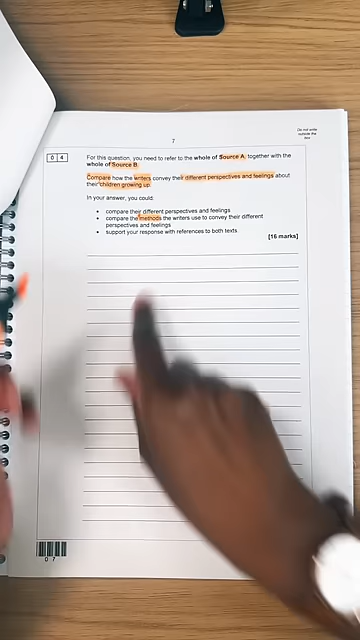 Do not write
outside the
box
7
0 4 For this question, you need to refer to the whole of Source A, together with the
whole of Source B.
Compare how the writers convey their different perspectives and feelings about
their children growing up.
In your answer, you could:
• compare their different perspectives and feelings
• compare the methods the writers use to convey their different
perspectives and feelings
• support your response with references to both texts.
[16 marks]
0 7